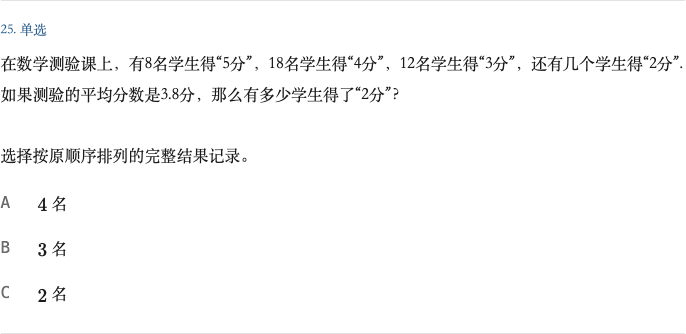 25. 单选
在数学测验课上，有8名学生得“5分”，18名学生得“4分”，12名学生得“3分”，还有几个学生得“2分”.
如果测验的平均分数是3.8分，那么有多少学生得了“2分”?
选择按原顺序排列的完整结果记录。
A 4 名
B 3 名
C 2 名